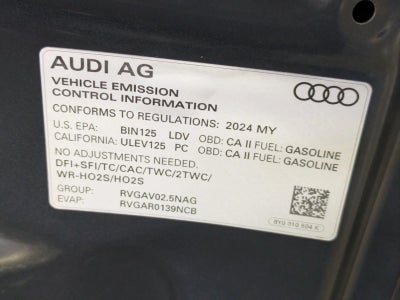 AUDI AG
VEHICLE EMISSION
CONTROL INFORMATION
CONFORMS TO REGULATIONS: 2024 MY
U.S. EPA: BIN125 LDV OBD: CA II FUEL: GASOLINE
CALIFORNIA: ULEV125 PC OBD: CA II FUEL: GASOLINE
NO ADJUSTMENTS NEEDED.
DFI+SFI/TC/CAC/TWC/2TWC/
WR-HO2S/HO2S
GROUP: RVGAV02.5NAG
EVAP: RVGAR0139NCB